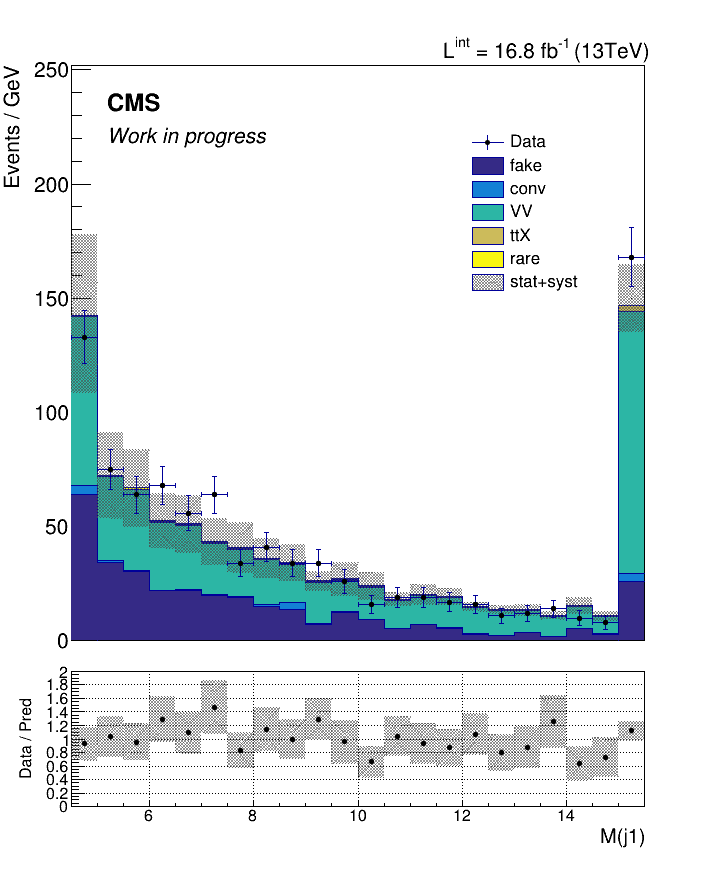 L^int = 16.8 fb^-1 (13TeV)
Events / GeV
250
200
150
100
50
0
CMS
Work in progress
Data
fake
conv
VV
ttX
rare
stat+syst
Data / Pred
2
1.8
1.6
1.4
1.2
1
0.8
0.6
0.4
0.2
0
6 8 10 12 14
M(j1)